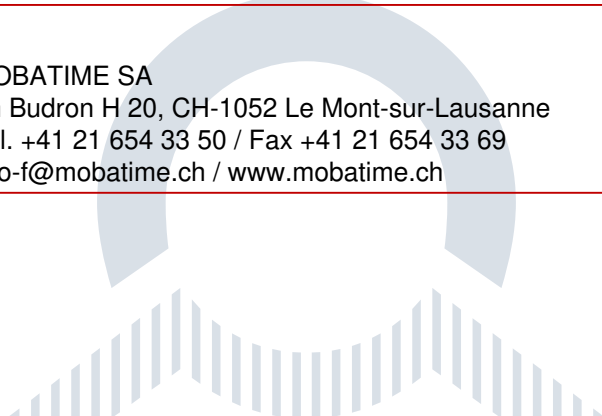 OBATIME SA
Budron H 20, CH-1052 Le Mont-sur-Lausanne
l. +41 21 654 33 50 / Fax +41 21 654 33 69
o-f@mobatime.ch / www.mobatime.ch